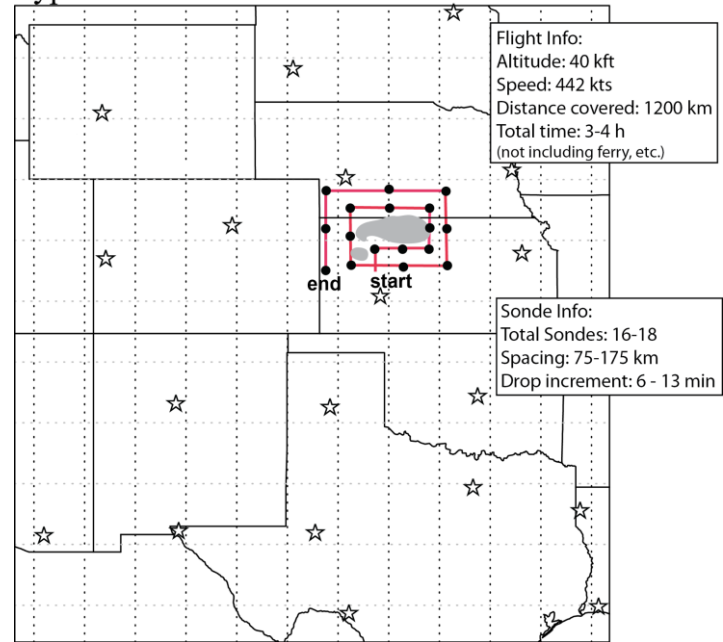 Flight Info:
Altitude: 40 kft
Speed: 442 kts
Distance covered: 1200 km
Total time: 3-4 h
(not including ferry, etc.)
end
start
Sonde Info:
Total Sondes: 16-18
Spacing: 75-175 km
Drop increment: 6 - 13 min